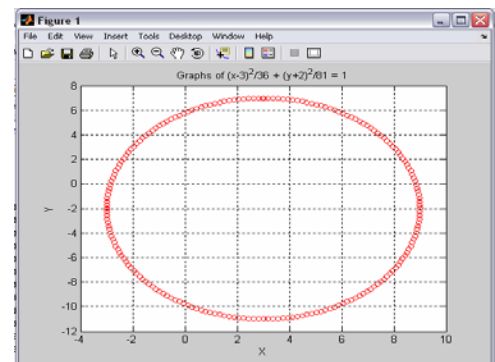 Figure 1
File Edit View Insert Tools Desktop Window Help
Graphs of (x-3)²/36 + (y+2)²/81 = 1
8
6
4
2
0
-2
-4
-6
-8
-10
-12
Y
-4 -2 0 2 4 6 8 10
X